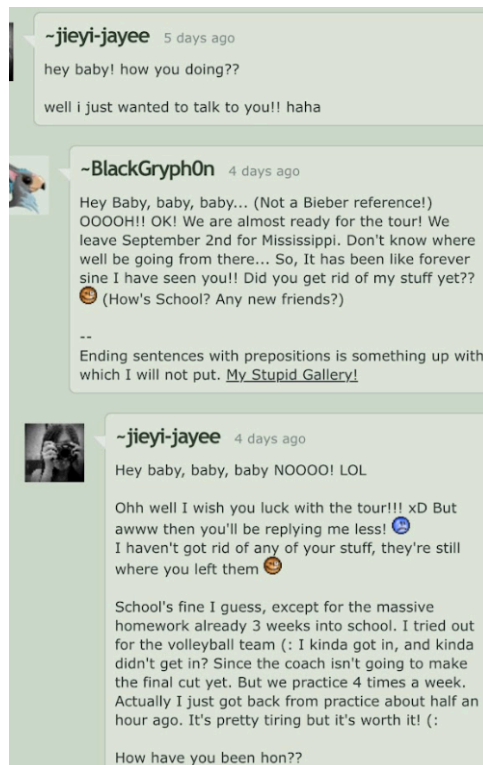 ~jieyi-jayee 5 days ago
hey baby! how you doing??
well i just wanted to talk to you!! haha
~BlackGryph0n 4 days ago
Hey Baby, baby, baby... (Not a Bieber reference!)
OOOOH!! OK! We are almost ready for the tour! We
leave September 2nd for Mississippi. Don't know where
well be going from there... So, It has been like forever
sine I have seen you!! Did you get rid of my stuff yet??
(How's School? Any new friends?)
--
Ending sentences with prepositions is something up with
which I will not put. My Stupid Gallery!
~jieyi-jayee 4 days ago
Hey baby, baby, baby NOOOO! LOL
Ohh well I wish you luck with the tour!!! xD But
awww then you'll be replying me less!
I haven't got rid of any of your stuff, they're still
where you left them
School's fine I guess, except for the massive
homework already 3 weeks into school. I tried out
for the volleyball team (: I kinda got in, and kinda
didn't get in? Since the coach isn't going to make
the final cut yet. But we practice 4 times a week.
Actually I just got back from practice about half an
hour ago. It's pretty tiring but it's worth it! (:
How have you been hon??